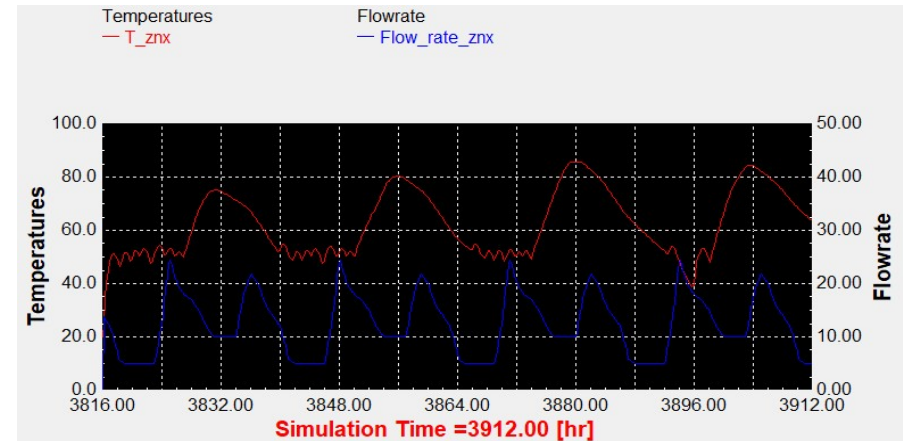 Temperatures Flowrate
T_znx Flow_rate_znx
100.0 50.00
80.0 40.00
60.0 30.00
40.0 20.00
20.0 10.00
0.0 0.00
Temperatures
Flowrate
3816.00 3832.00 3848.00 3864.00 3880.00 3896.00 3912.00
Simulation Time =3912.00 [hr]